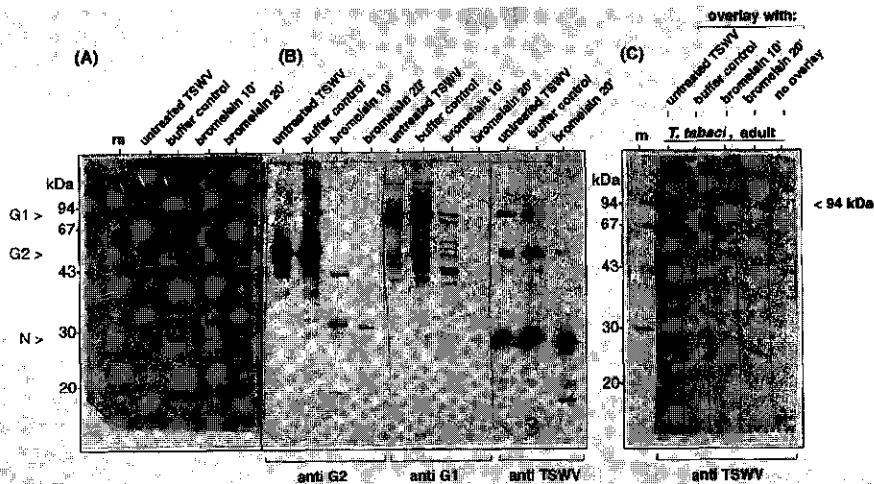 overlay with:
(A)
(B)
(C)
m
untreated TSWV
buffer control
bromelain 10'
bromelain 20'
untreated TSWV
buffer control
bromelain 10'
bromelain 20'
untreated TSWV
buffer control
bromelain 10'
bromelain 20'
untreated TSWV
buffer control
bromelain 20'
m
untreated TSWV
buffer control
bromelain 10'
bromelain 20'
no overlay
T. tabaci, adult
kDa
G1 >
94
67
G2 >
43
30
N >
20
kDa
94
67
43
30
20
< 94 kDa
anti G2
anti G1
anti TSWV
anti TSWV